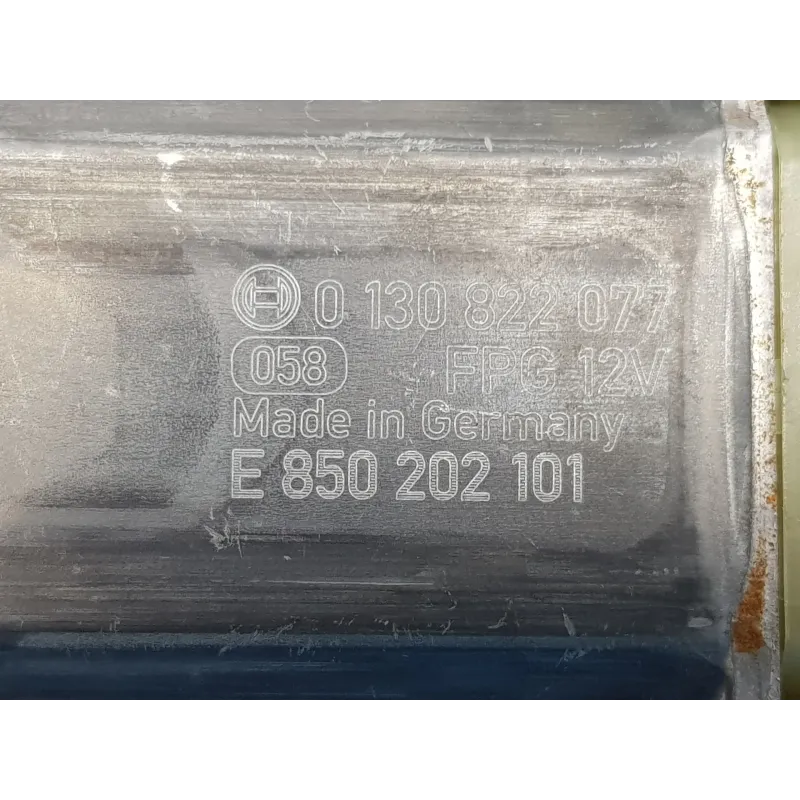 0 130 822 077
058 FPG 12V
Made in Germany
E 850 202 101